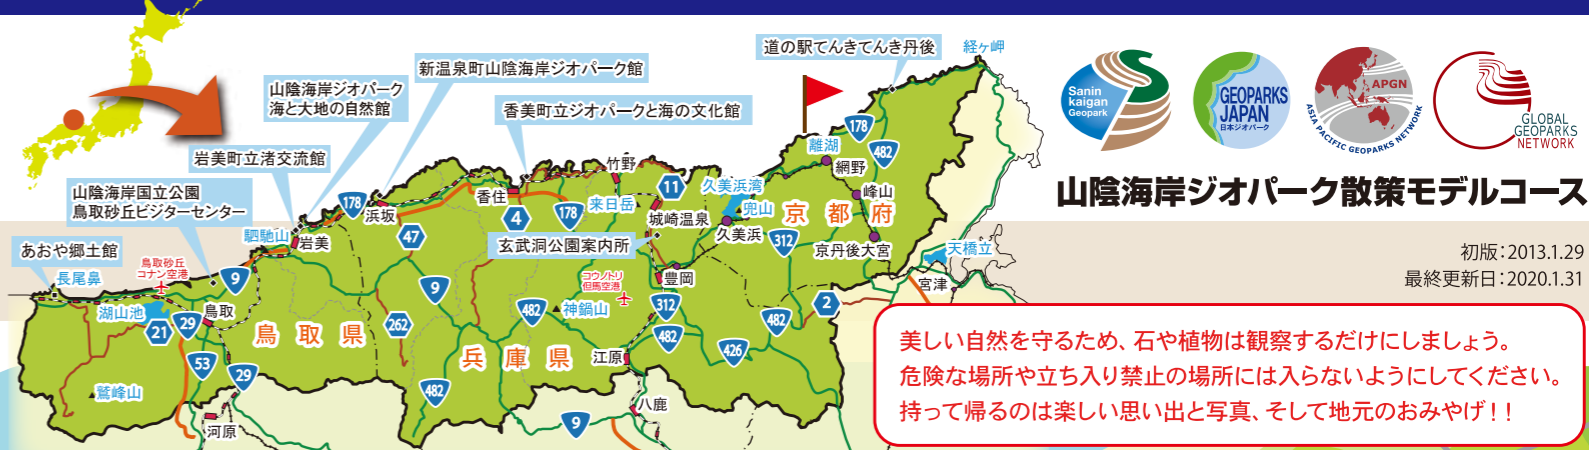 道の駅てんきてんき丹後
経ヶ岬
新温泉町山陰海岸ジオパーク館
山陰海岸ジオパーク
海と大地の自然館
香美町立ジオパークと海の文化館
岩美町立渚交流館
山陰海岸国立公園
鳥取砂丘ビジターセンター
あおや郷土館
玄武洞公園案内所
Sanin
kaigan
Geopark
GEOPARKS
JAPAN
日本ジオパーク
APGN
ASIA PACIFIC GEOPARKS NETWORK
GLOBAL
GEOPARKS
NETWORK
山陰海岸ジオパーク散策モデルコース
初版：2013.1.29
最終更新日：2020.1.31
美しい自然を守るため、石や植物は観察するだけにしましょう。
危険な場所や立ち入り禁止の場所には入らないようにしてください。
持って帰るのは楽しい思い出と写真、そして地元のおみやげ！！
178
離湖
482
網野
竹野
11
久美浜湾
峰山
香住
来日岳
兜山
京都府
178
浜坂
4
178
城崎温泉
久美浜
駟馳山
岩美
47
312
京丹後大宮
天橋立
長尾鼻
鳥取砂丘
コナン空港
9
9
コウノトリ
但馬空港
豊岡
宮津
湖山池
鳥取
21
29
482
神鍋山
312
2
鳥取県
262
482
兵庫県
482
426
江原
53
29
482
鷲峰山
八鹿
河原
9